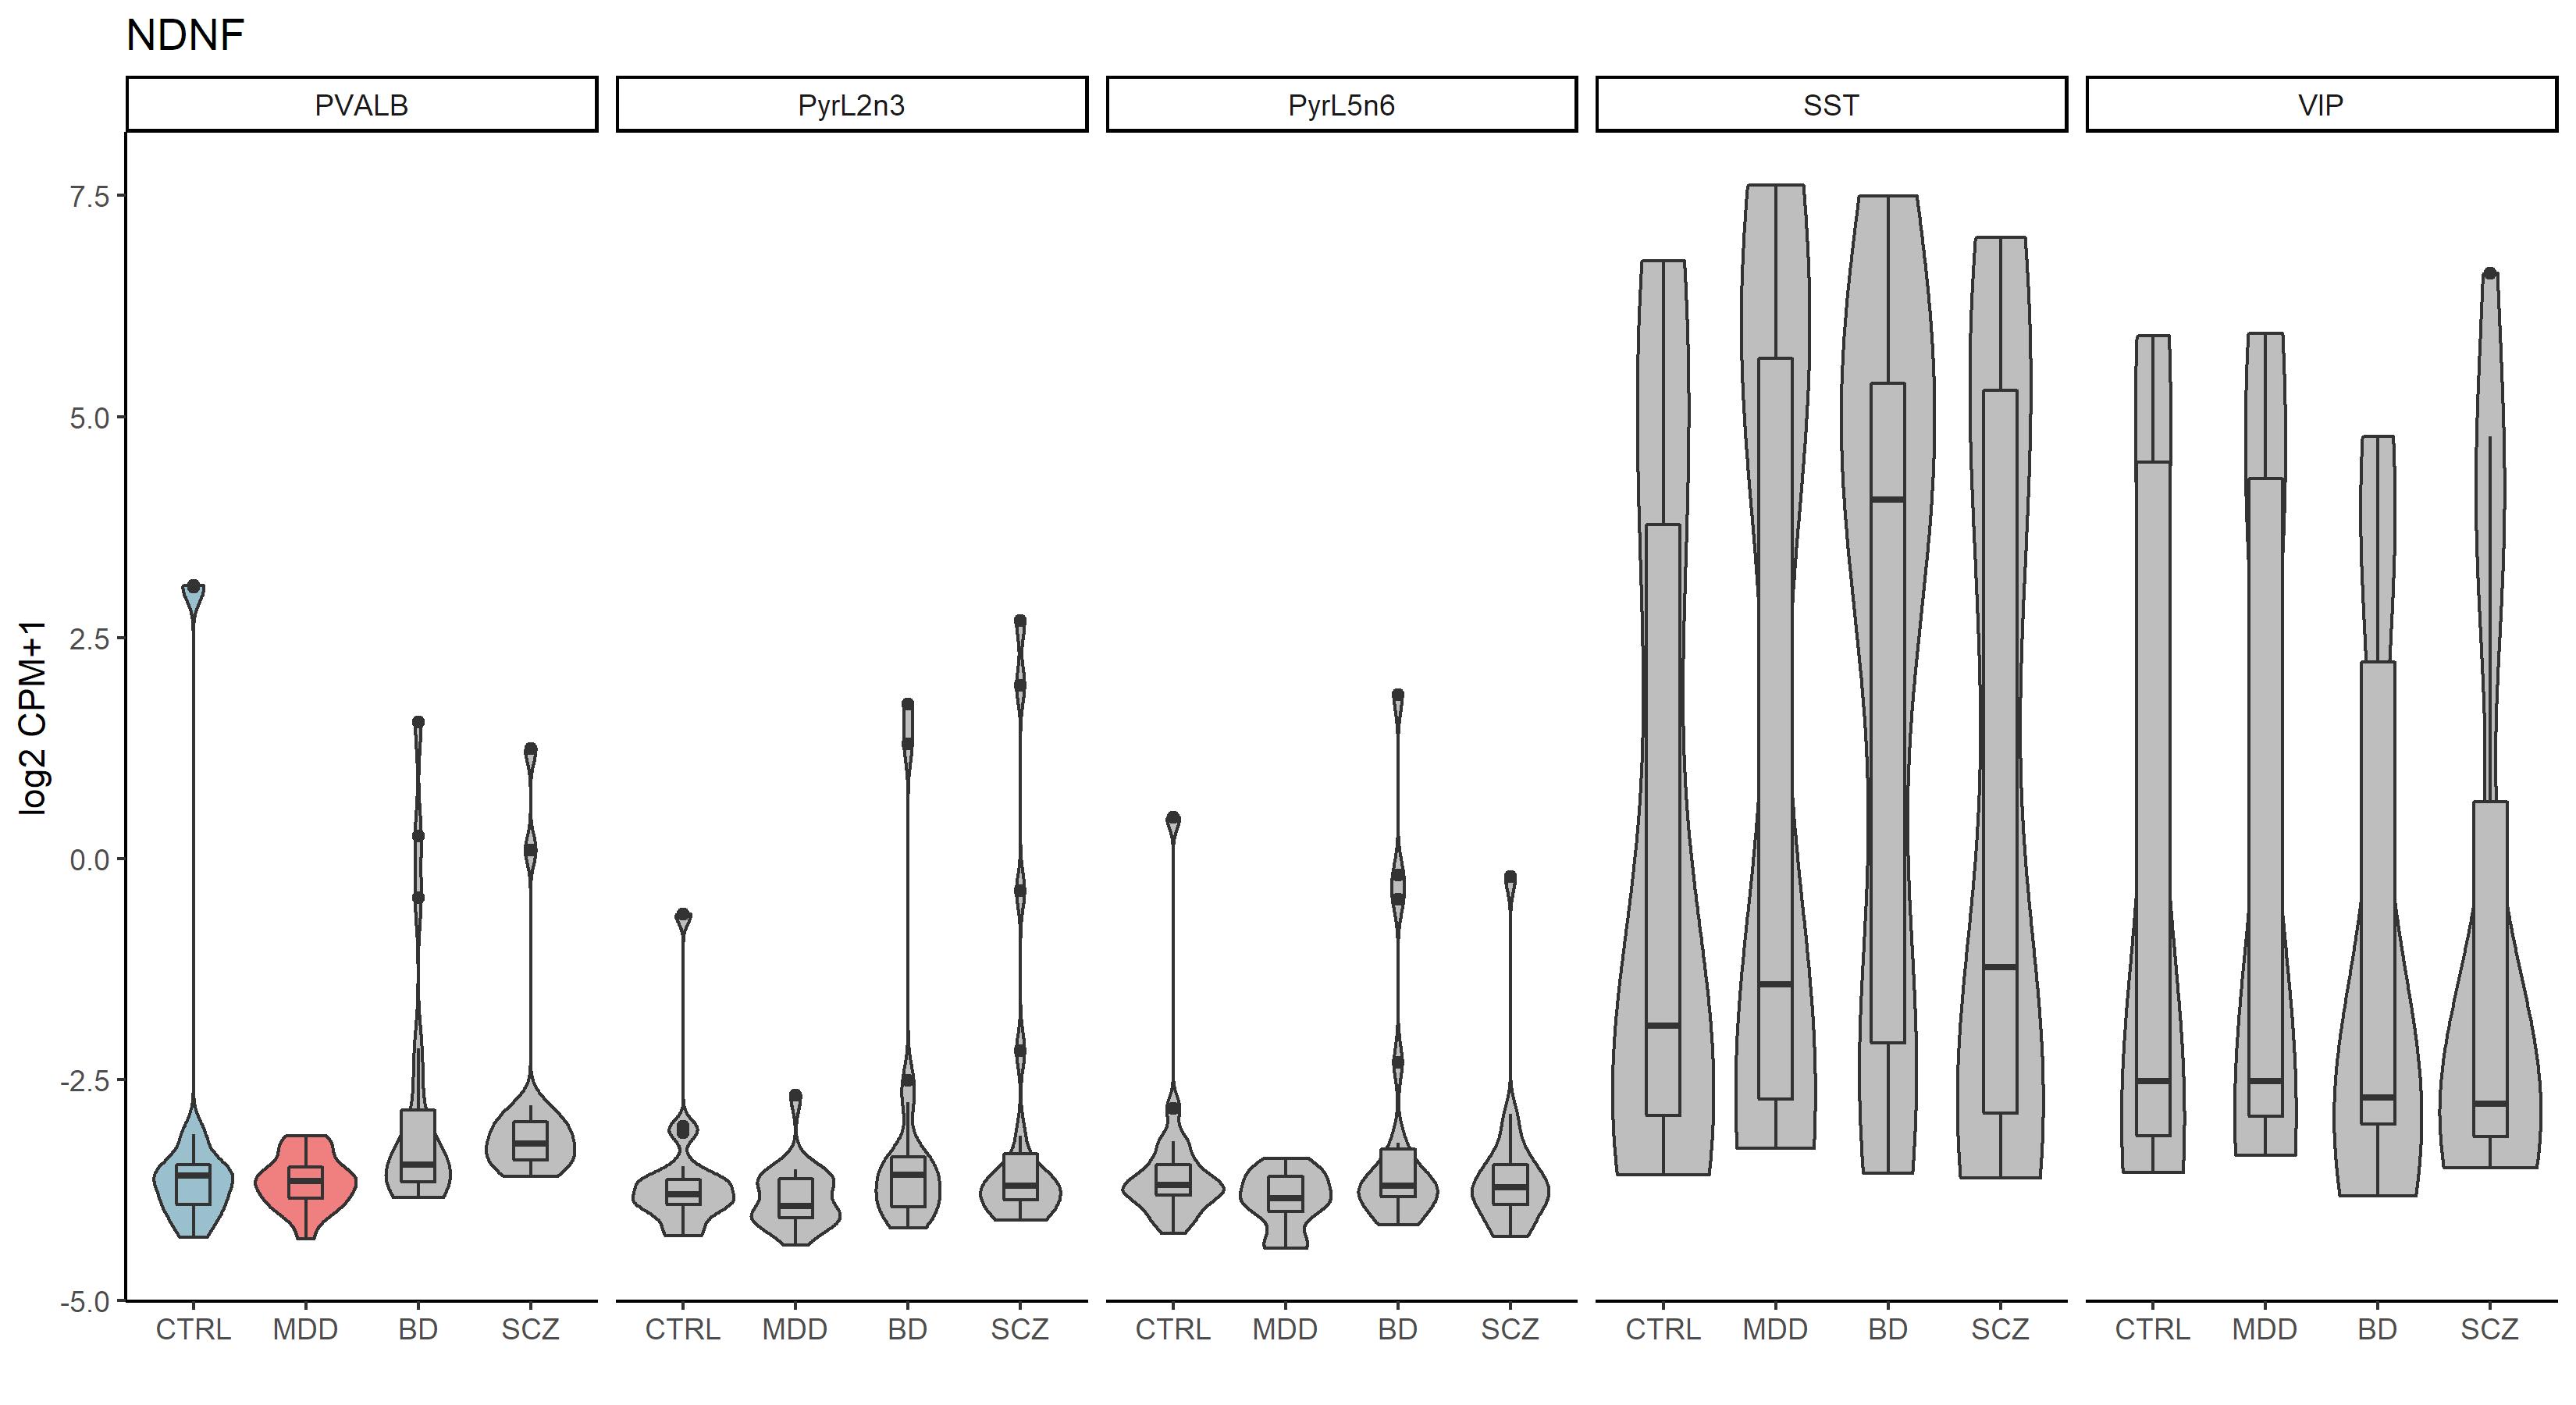 NDNF
PVALB PyrL2n3 PyrL5n6 SST VIP
7.5
5.0
2.5
0.0
-2.5
-5.0
log2 CPM+1
CTRL MDD BD SCZ CTRL MDD BD SCZ CTRL MDD BD SCZ CTRL MDD BD SCZ CTRL MDD BD SCZ